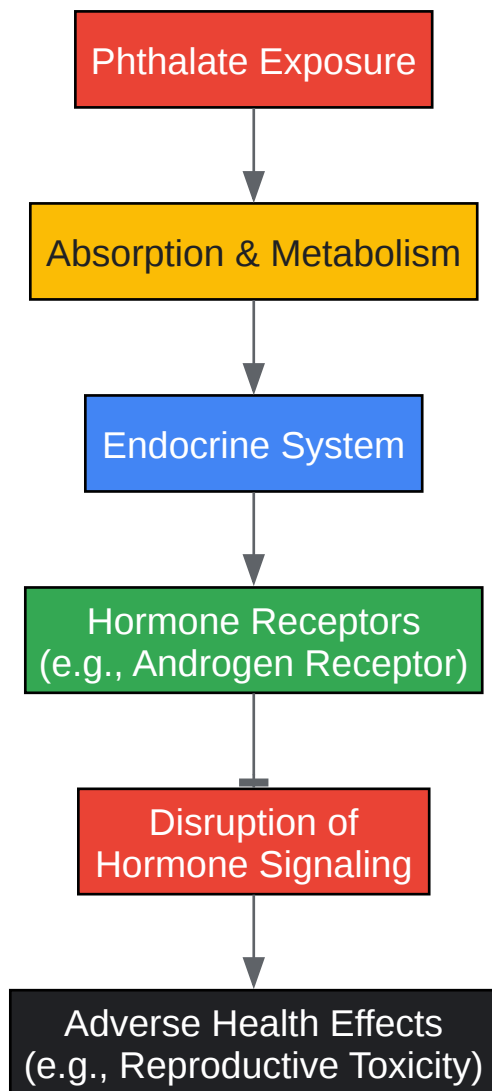 Phthalate Exposure
Absorption & Metabolism
Endocrine System
Hormone Receptors
(e.g., Androgen Receptor)
Disruption of
Hormone Signaling
Adverse Health Effects
(e.g., Reproductive Toxicity)